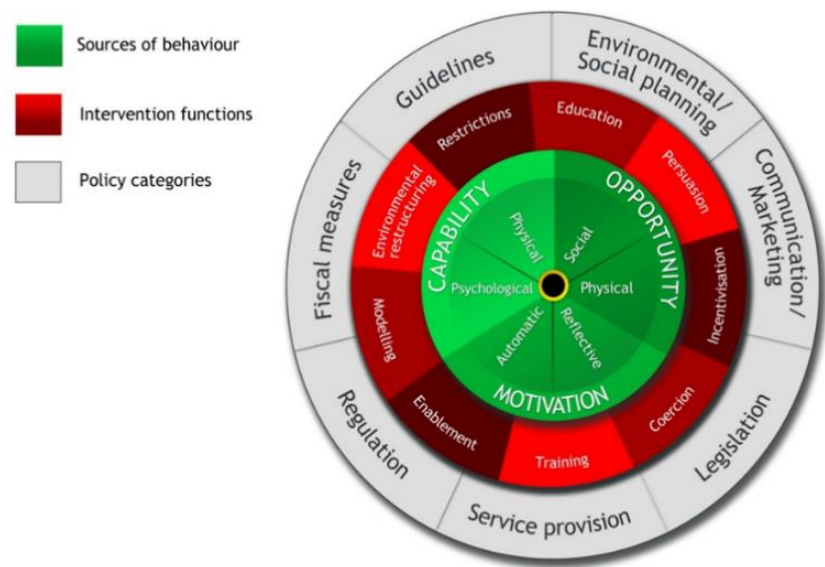 Sources of behaviour
Intervention functions
Policy categories
Guidelines
Environmental/
Social planning
Communication/
Marketing
Legislation
Service provision
Regulation
Fiscal measures
Restrictions
Education
Persuasion
Incentivisation
Coercion
Training
Enablement
Modelling
Environmental
restructuring
CAPABILITY
OPPORTUNITY
MOTIVATION
Physical
Social
Psychological
Physical
Automatic
Reflective